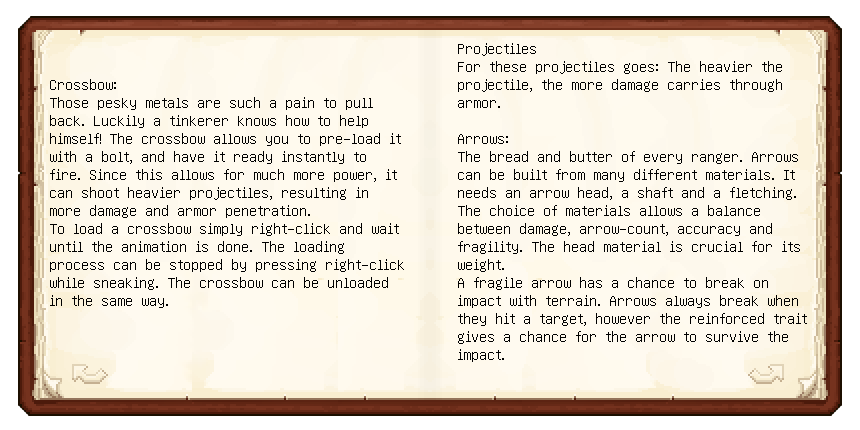 Crossbow:
Those pesky metals are such a pain to pull
back. Luckily a tinkerer knows how to help
himself! The crossbow allows you to pre-load it
with a bolt, and have it ready instantly to
fire. Since this allows for much more power, it
can shoot heavier projectiles, resulting in
more damage and armor penetration.
To load a crossbow simply right-click and wait
until the animation is done. The loading
process can be stopped by pressing right-click
while sneaking. The crossbow can be unloaded
in the same way.
Projectiles
For these projectiles goes: The heavier the
projectile, the more damage carries through
armor.
Arrows:
The bread and butter of every ranger. Arrows
can be built from many different materials. It
needs an arrow head, a shaft and a fletching.
The choice of materials allows a balance
between damage, arrow-count, accuracy and
fragility. The head material is crucial for its
weight.
A fragile arrow has a chance to break on
impact with terrain. Arrows always break when
they hit a target, however the reinforced trait
gives a chance for the arrow to survive the
impact.